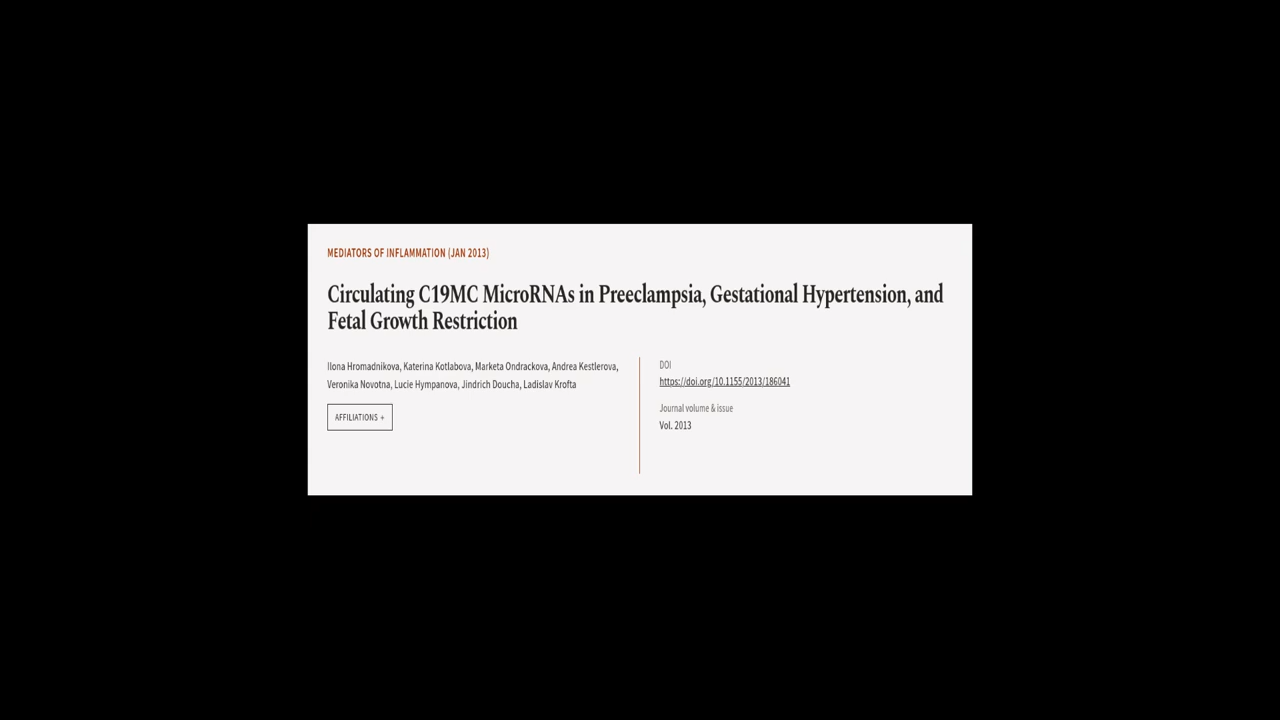 MEDIATORS OF INFLAMMATION (JAN 2013)
Circulating C19MC MicroRNAs in Preeclampsia, Gestational Hypertension, and
Fetal Growth Restriction
Ilona Hromadnikova, Katerina Kotlabova, Marketa Ondrackova, Andrea Kestlerova,
Veronika Novotna, Lucie Hympanova, Jindrich Doucha, Ladislav Krofta
AFFILIATIONS +
DOI
https://doi.org/10.1155/2013/186041
Journal volume & issue
Vol. 2013